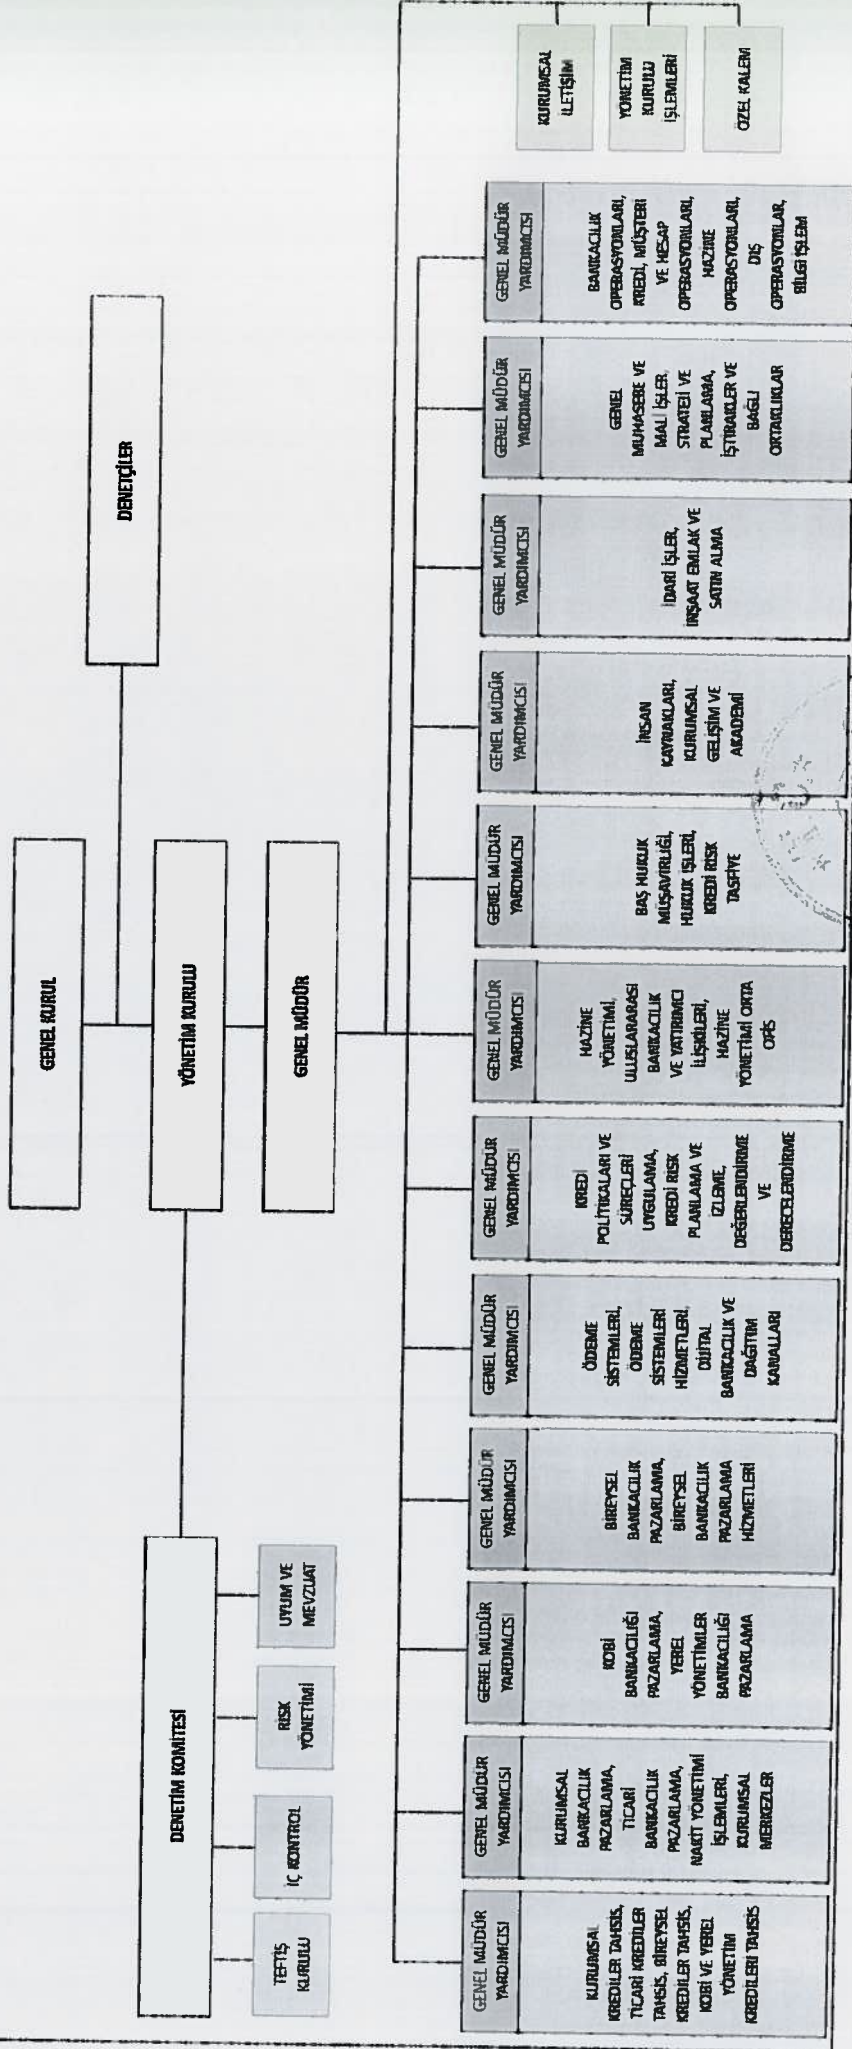 GENEL KURUL
DENETÇİLER
YÖNETİM KURULU
GENEL MÜDÜR
DENETİM KOMİTESİ
TEFTİŞ
KURULU
İÇ KONTROL
RİSK
YÖNETİMİ
UYUM VE
MEVZUAT
GENEL MÜDÜR
YARDIMCISI
KURUMSAL
KREDİLER TAHSİS,
TİCARİ KREDİLER
TAHSİS, BİREYSEL
KREDİLER TAHSİS,
KOBİ VE YEREL
YÖNETİM
KREDİLERİ TAHSİS
GENEL MÜDÜR
YARDIMCISI
KURUMSAL
BANKACILIK
PAZARLAMA,
TİCARİ
BANKACILIK
PAZARLAMA,
NAKİT YÖNETİMİ
İŞLEMLERİ,
KURUMSAL
MERKEZLER
GENEL MÜDÜR
YARDIMCISI
KOBİ
BANKACILIĞI
PAZARLAMA,
YEREL
YÖNETİMLER
BANKACILIĞI
PAZARLAMA
GENEL MÜDÜR
YARDIMCISI
BİREYSEL
BANKACILIK
PAZARLAMA,
BİREYSEL
BANKACILIK
PAZARLAMA
HİZMETLERİ
GENEL MÜDÜR
YARDIMCISI
ÖDEME
SİSTEMLERİ,
ÖDEME
SİSTEMLERİ
HİZMETLERİ,
DİJİTAL
BANKACILIK VE
DAĞITIM
KANALLARI
GENEL MÜDÜR
YARDIMCISI
KREDİ
POLİTİKALARI VE
SÜREÇLERİ
UYGULAMA,
KREDİ RİSK
PLANLAMA VE
İZLEME,
DEĞERLENDİRME
VE
DERECELENDİRME
GENEL MÜDÜR
YARDIMCISI
HAZİNE
YÖNETİMİ,
ULUSLARARASI
BANKACILIK
VE YATIRIMCI
İLİŞKİLERİ,
HAZİNE
YÖNETİMİ ORTA
OFİS
GENEL MÜDÜR
YARDIMCISI
BAŞ HUKUK
MÜŞAVİRLİĞİ,
HUKUK İŞLERİ,
KREDİ RİSK
TASFİYE
GENEL MÜDÜR
YARDIMCISI
İNSAN
KAYNAKLARI,
KURUMSAL
GELİŞİM VE
AKADEMİ
GENEL MÜDÜR
YARDIMCISI
İDARİ İŞLER,
İNŞAAT EMLAK VE
SATIN ALMA
GENEL MÜDÜR
YARDIMCISI
GENEL
MUHASEBE VE
MALİ İŞLER,
STRATEJİ VE
PLANLAMA,
İŞTİRAKLER VE
BAĞLI
ORTAKLIKLAR
GENEL MÜDÜR
YARDIMCISI
BANKACILIK
OPERASYONLARI,
KREDİ, MÜŞTERİ
VE HESAP
OPERASYONLARI,
HAZİNE
OPERASYONLARI,
DIŞ
OPERASYONLAR,
BİLGİ İŞLEM
KURUMSAL
İLETİŞİM
YÖNETİM
KURULU
İŞLEMLERİ
ÖZEL KALEM